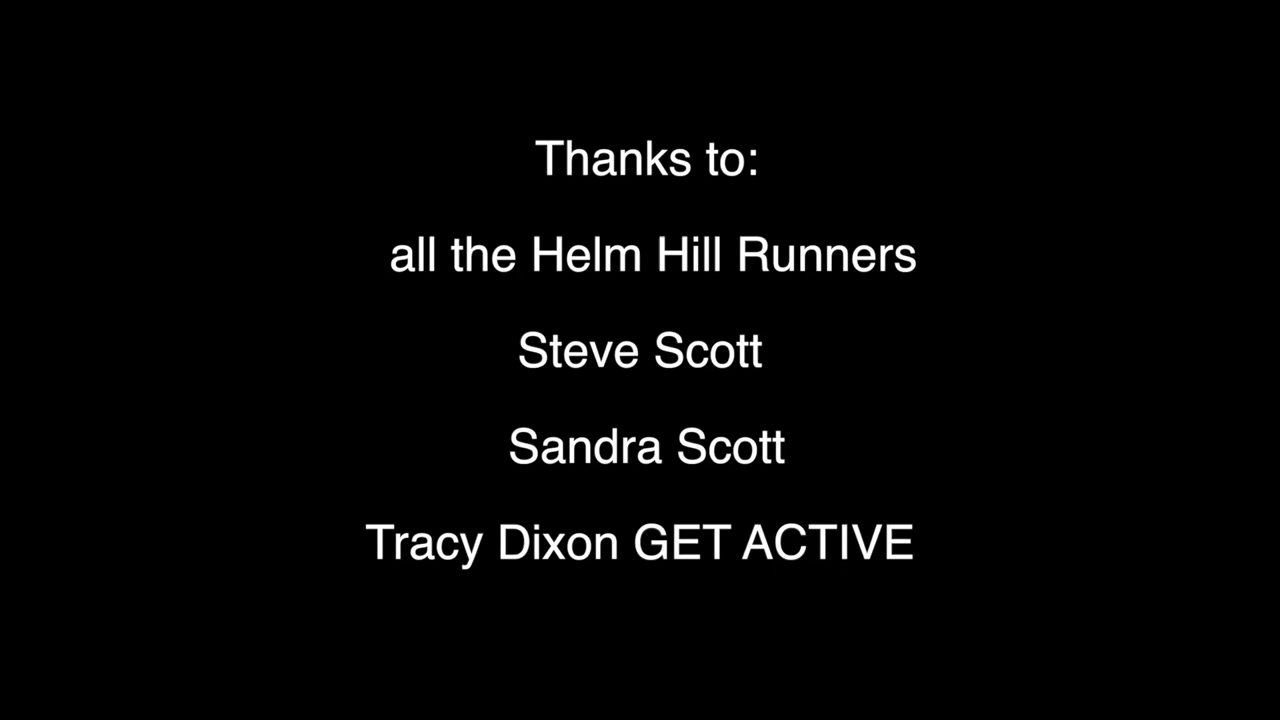 Thanks to:
all the Helm Hill Runners
Steve Scott
Sandra Scott
Tracy Dixon GET ACTIVE